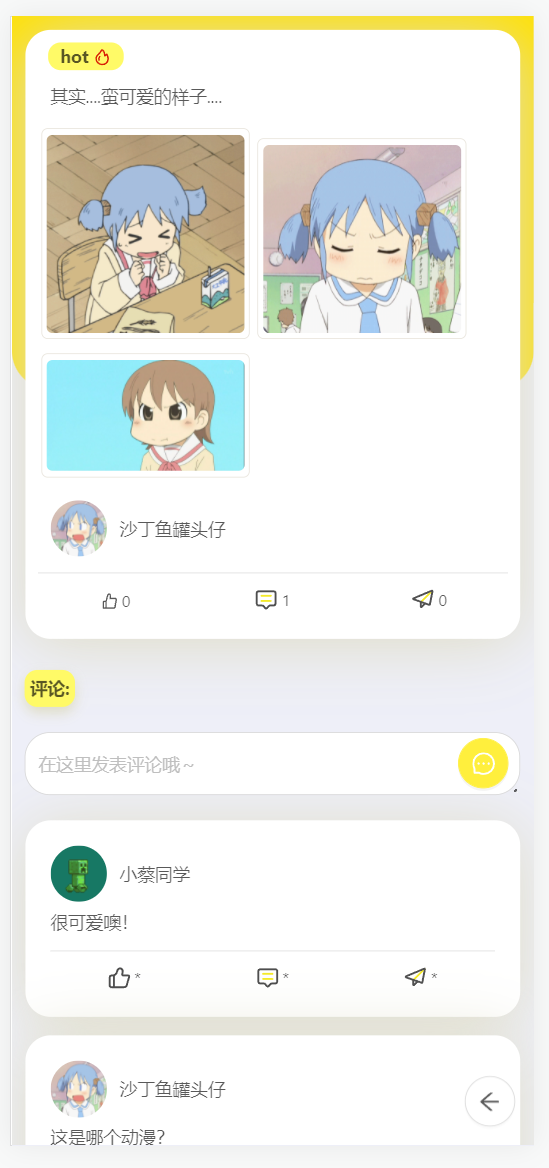 hot
其实....蛮可爱的样子....
沙丁鱼罐头仔
0
1
0
评论:
在这里发表评论哦~
小蔡同学
很可爱噢!
*
*
*
沙丁鱼罐头仔
这是哪个动漫?